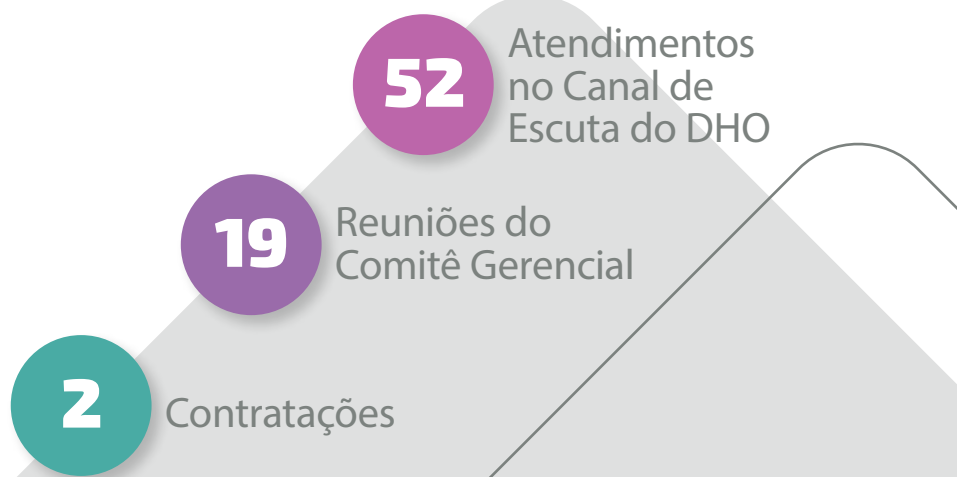 52
Atendimentos
no Canal de
Escuta do DHO
19
Reuniões do
Comitê Gerencial
2
Contratações